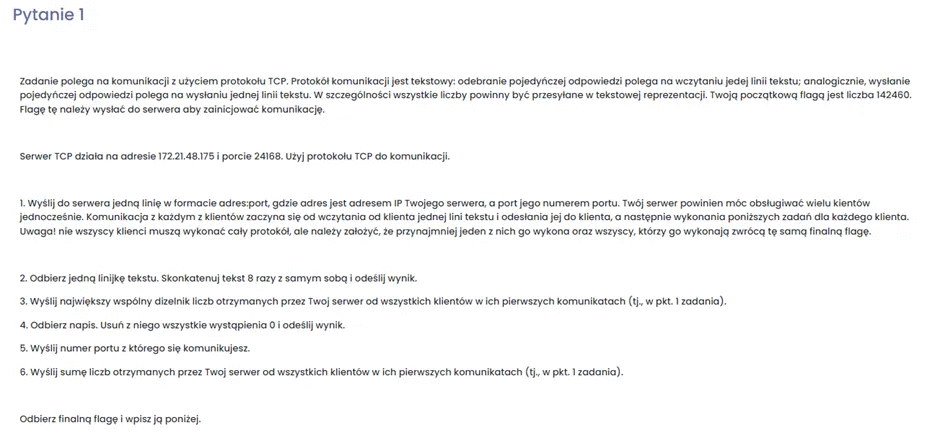 Pytanie 1
Zadanie polega na komunikacji z użyciem protokołu TCP. Protokół komunikacji jest tekstowy: odebranie pojedyńczej odpowiedzi polega na wczytaniu jedej linii tekstu; analogicznie, wysłanie
pojedyńczej odpowiedzi polega na wysłaniu jednej linii tekstu. W szczególności wszystkie liczby powinny być przesyłane w tekstowej reprezentacji. Twoją początkową flagą jest liczba 142460.
Flagę tę należy wysłać do serwera aby zainicjować komunikację.
Serwer TCP działa na adresie 172.21.48.175 i porcie 24168. Użyj protokołu TCP do komunikacji.
1. Wyślij do serwera jedną linię w formacie adres:port, gdzie adres jest adresem IP Twojego serwera, a port jego numerem portu. Twój serwer powinien móc obsługiwać wielu kientów
jednocześnie. Komunikacja z każdym z klientów zaczyna się od wczytania od klienta jednej lini tekstu i odesłania jej do klienta, a następnie wykonania poniższych zadań dla każdego klienta.
Uwaga! nie wszyscy klienci muszą wykonać cały protokół, ale należy założyć, że przynajmniej jeden z nich go wykona oraz wszyscy, którzy go wykonają zwrócą tę samą finalną flagę.
2. Odbierz jedną linijkę tekstu. Skonkatenuj tekst 8 razy z samym sobą i odeślij wynik.
3. Wyślij największy wspólny dizelnik liczb otrzymanych przez Twoj serwer od wszystkich klientów w ich pierwszych komunikatach (tj., w pkt. 1 zadania).
4. Odbierz napis. Usuń z niego wszystkie wystąpienia 0 i odeślij wynik.
5. Wyślij numer portu z którego się komunikujesz.
6. Wyślij sumę liczb otrzymanych przez Twoj serwer od wszystkich klientów w ich pierwszych komunikatach (tj., w pkt. 1 zadania).
Odbierz finalną flagę i wpisz ją poniżej.